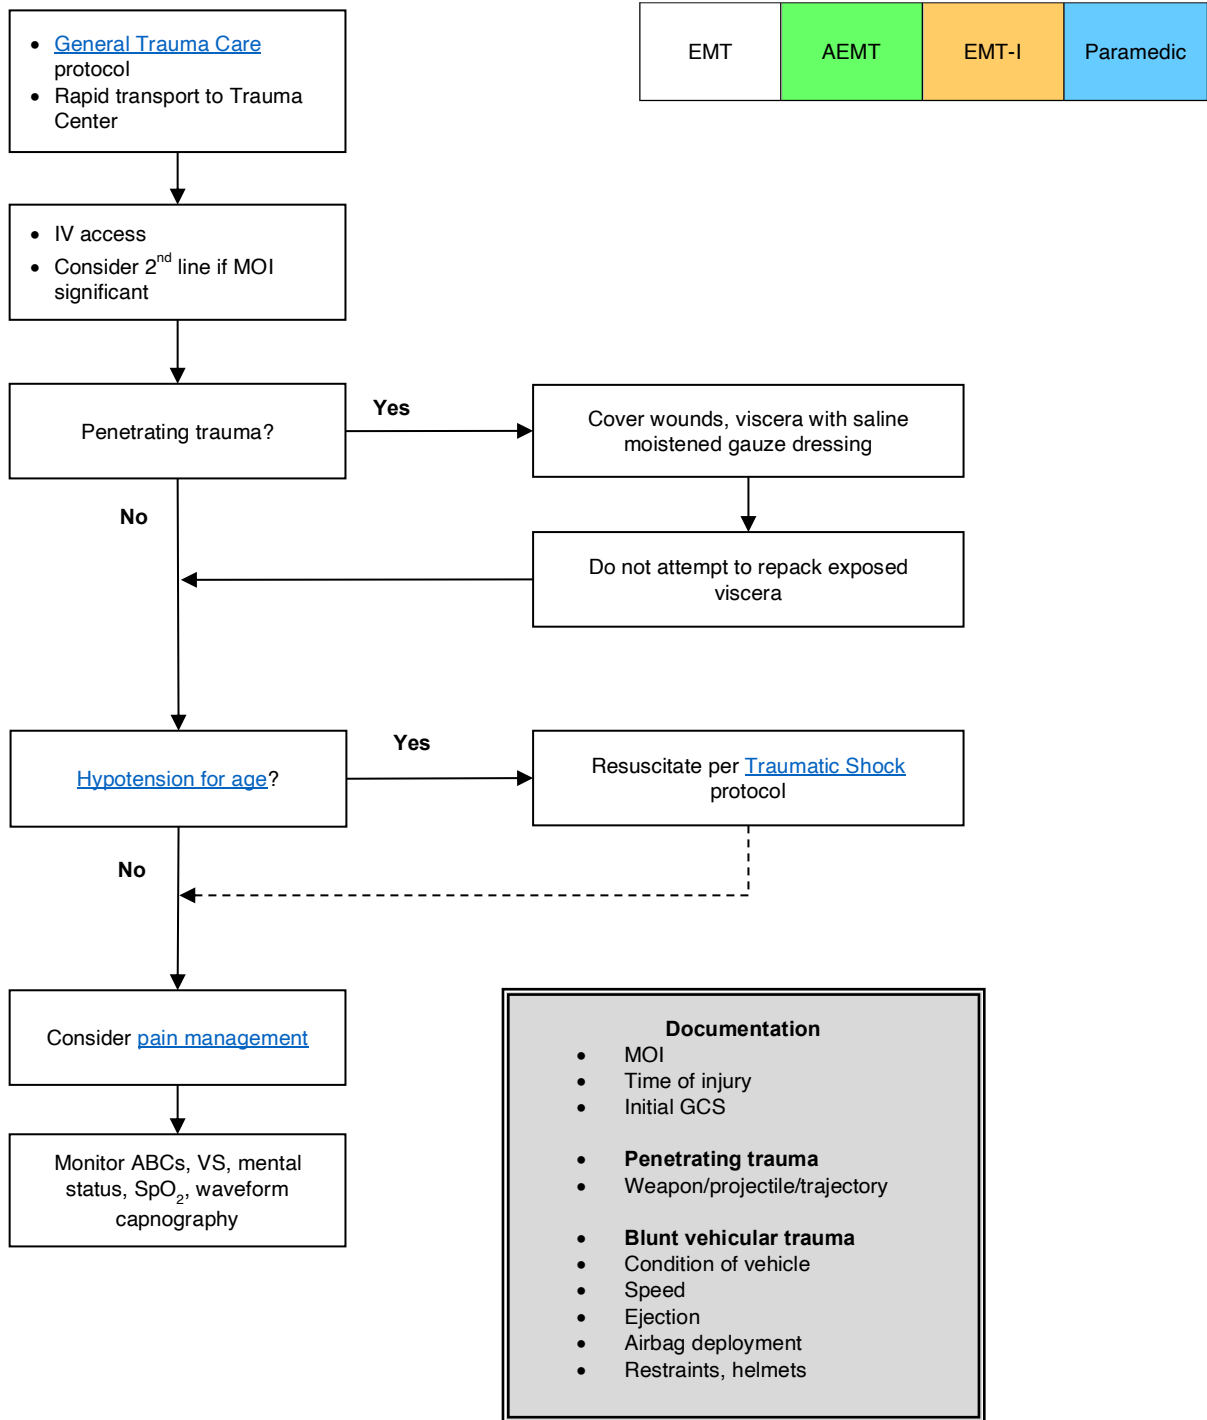 • General Trauma Care
protocol
• Rapid transport to Trauma
Center
EMT
AEMT
EMT-I
Paramedic
• IV access
• Consider 2nd line if MOI
significant
Penetrating trauma?
Yes
Cover wounds, viscera with saline
moistened gauze dressing
No
Do not attempt to repack exposed
viscera
Hypotension for age?
Yes
Resuscitate per Traumatic Shock
protocol
No
Consider pain management
Monitor ABCs, VS, mental
status, SpO2, waveform
capnography
Documentation
• MOI
• Time of injury
• Initial GCS
• Penetrating trauma
• Weapon/projectile/trajectory
• Blunt vehicular trauma
• Condition of vehicle
• Speed
• Ejection
• Airbag deployment
• Restraints, helmets